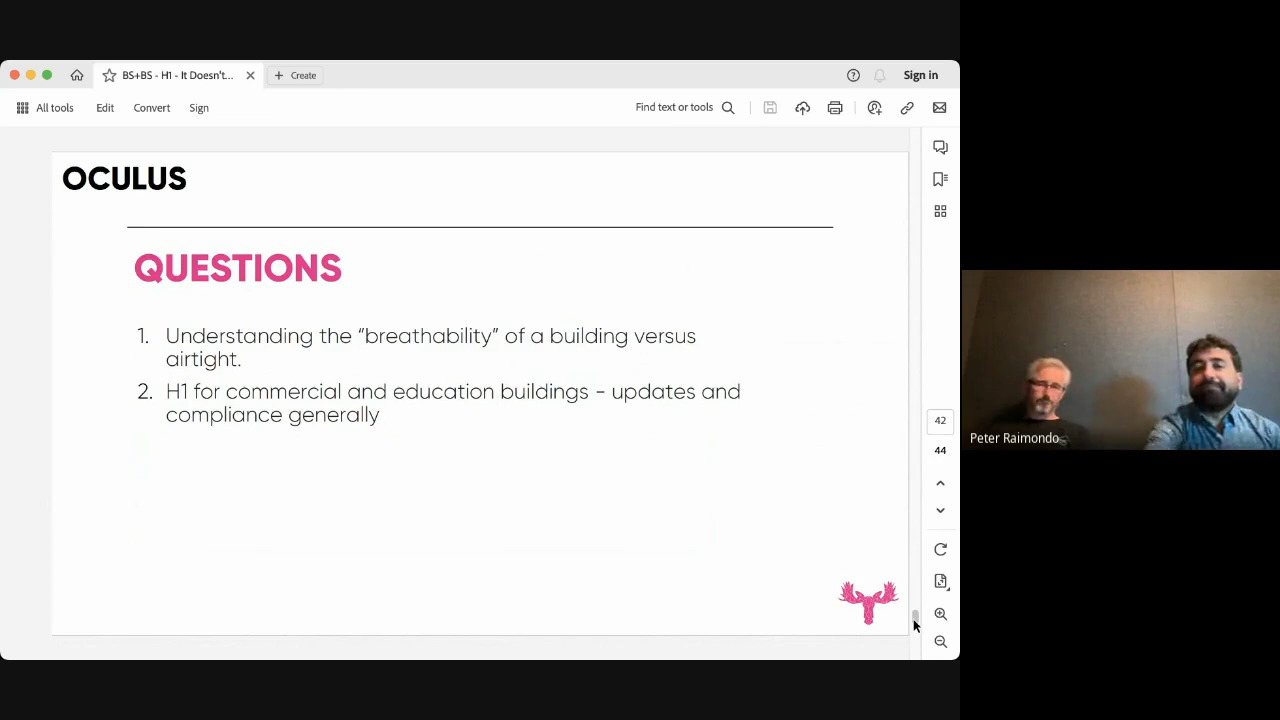 BS+BS - H1 - It Doesn't...
Create
Sign in
All tools
Edit
Convert
Sign
Find text or tools
OCULUS
QUESTIONS
1. Understanding the “breathability” of a building versus
airtight.
2. H1 for commercial and education buildings - updates and
compliance generally
42
44
Peter Raimondo